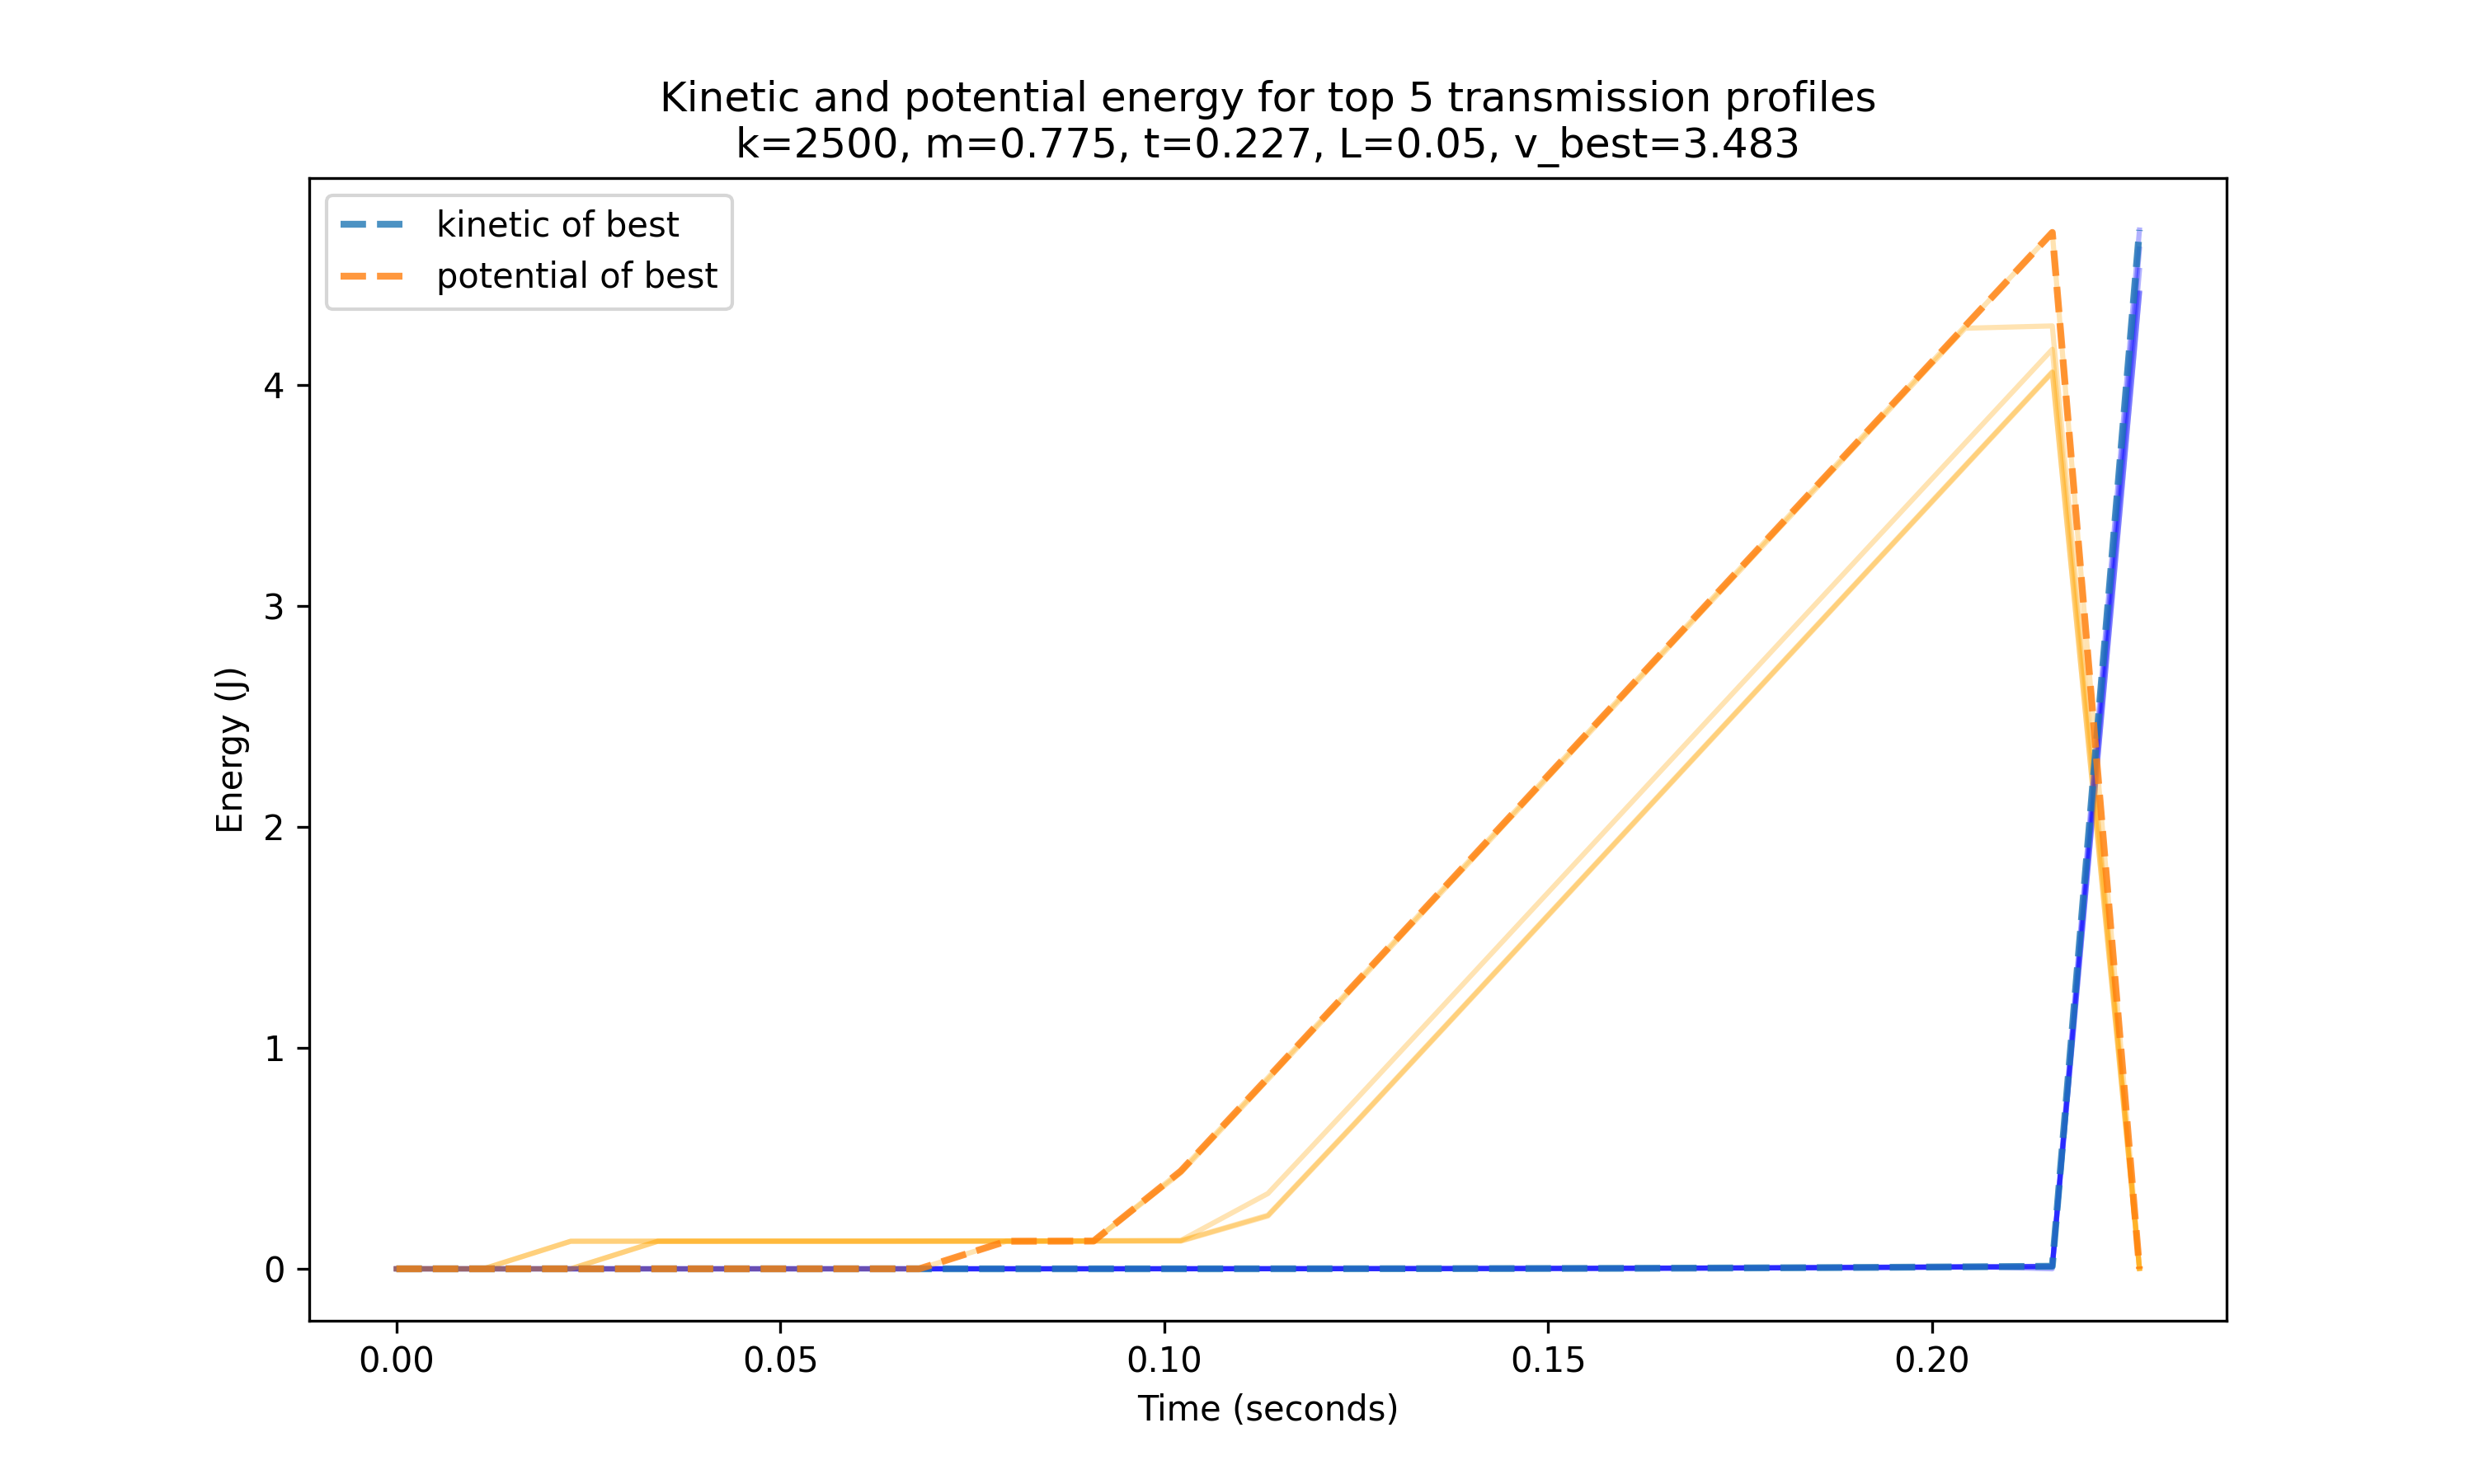 Kinetic and potential energy for top 5 transmission profiles
k=2500, m=0.775, t=0.227, L=0.05, v_best=3.483
kinetic of best
potential of best
Energy (J)
4
3
2
1
0
0.00 0.05 0.10 0.15 0.20
Time (seconds)